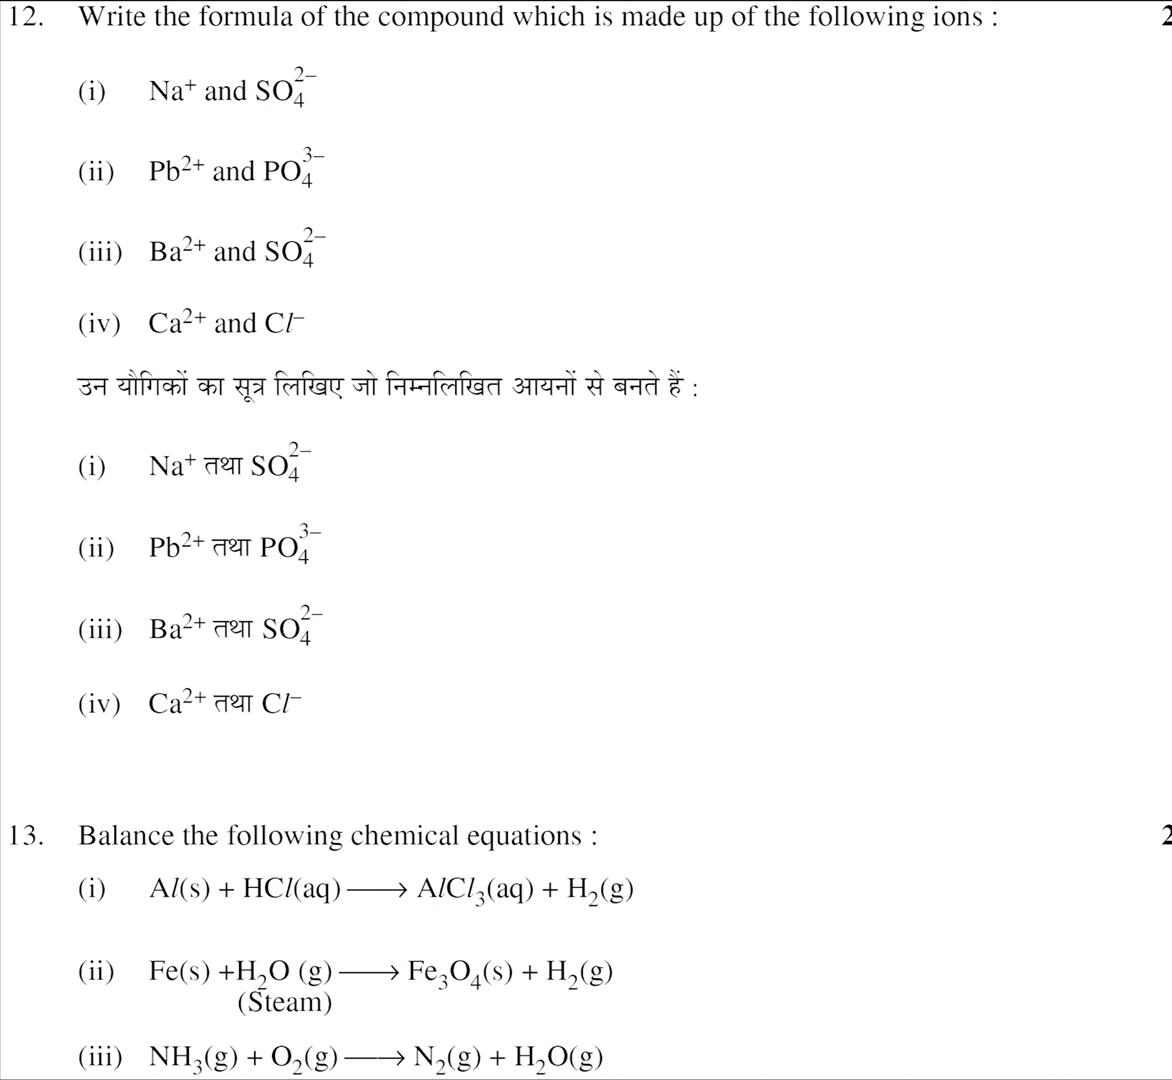 12. Write the formula of the compound which is made up of the following ions : 2
(i) Na⁺ and SO₄²⁻
(ii) Pb²⁺ and PO₄³⁻
(iii) Ba²⁺ and SO₄²⁻
(iv) Ca²⁺ and Cl⁻
उन यौगिकों का सूत्र लिखिए जो निम्नलिखित आयनों से बनते हैं :
(i) Na⁺ तथा SO₄²⁻
(ii) Pb²⁺ तथा PO₄³⁻
(iii) Ba²⁺ तथा SO₄²⁻
(iv) Ca²⁺ तथा Cl⁻
13. Balance the following chemical equations : 2
(i) Al(s) + HCl(aq) ⟶ AlCl₃(aq) + H₂(g)
(ii) Fe(s) +H₂O (g) ⟶ Fe₃O₄(s) + H₂(g)
(Steam)
(iii) NH₃(g) + O₂(g) ⟶ N₂(g) + H₂O(g)